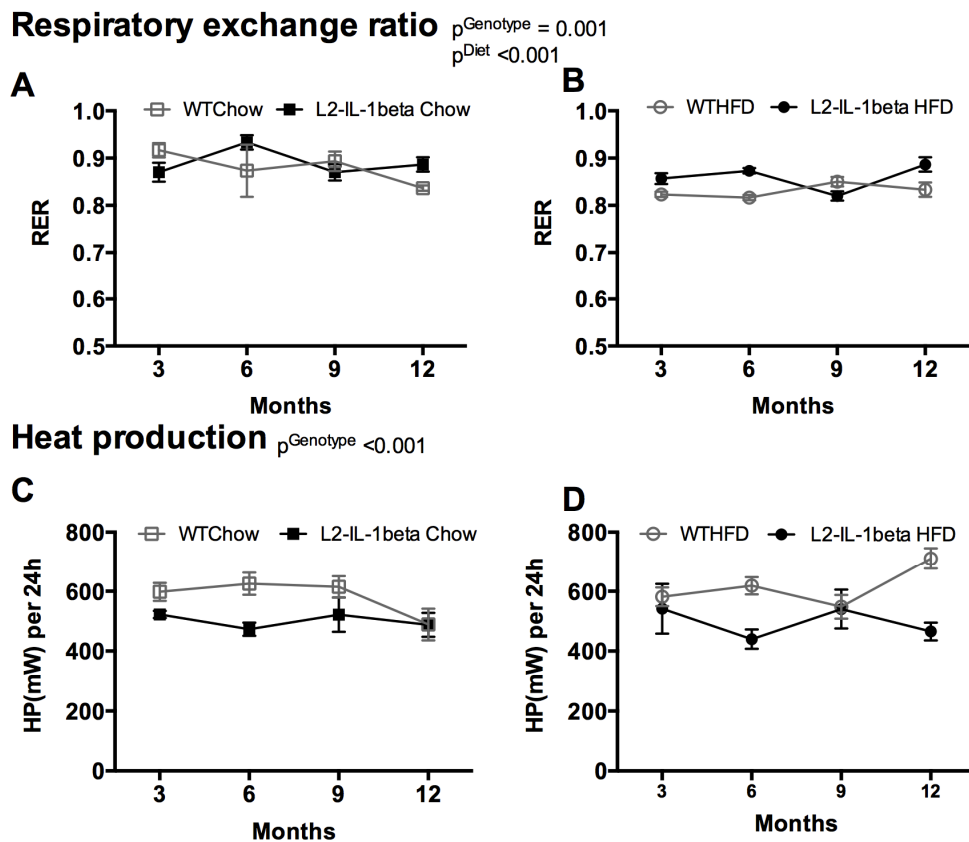 Respiratory exchange ratio pGenotype = 0.001
pDiet <0.001
A
WTChow L2-IL-1beta Chow
1.0
0.9
0.8
0.7
0.6
0.5
RER
3 6 9 12
Months
B
WTHFD L2-IL-1beta HFD
1.0
0.9
0.8
0.7
0.6
0.5
RER
3 6 9 12
Months
Heat production pGenotype <0.001
C
WTChow L2-IL-1beta Chow
800
600
400
200
0
HP(mW) per 24h
3 6 9 12
Months
D
WTHFD L2-IL-1beta HFD
800
600
400
200
0
HP(mW) per 24h
3 6 9 12
Months